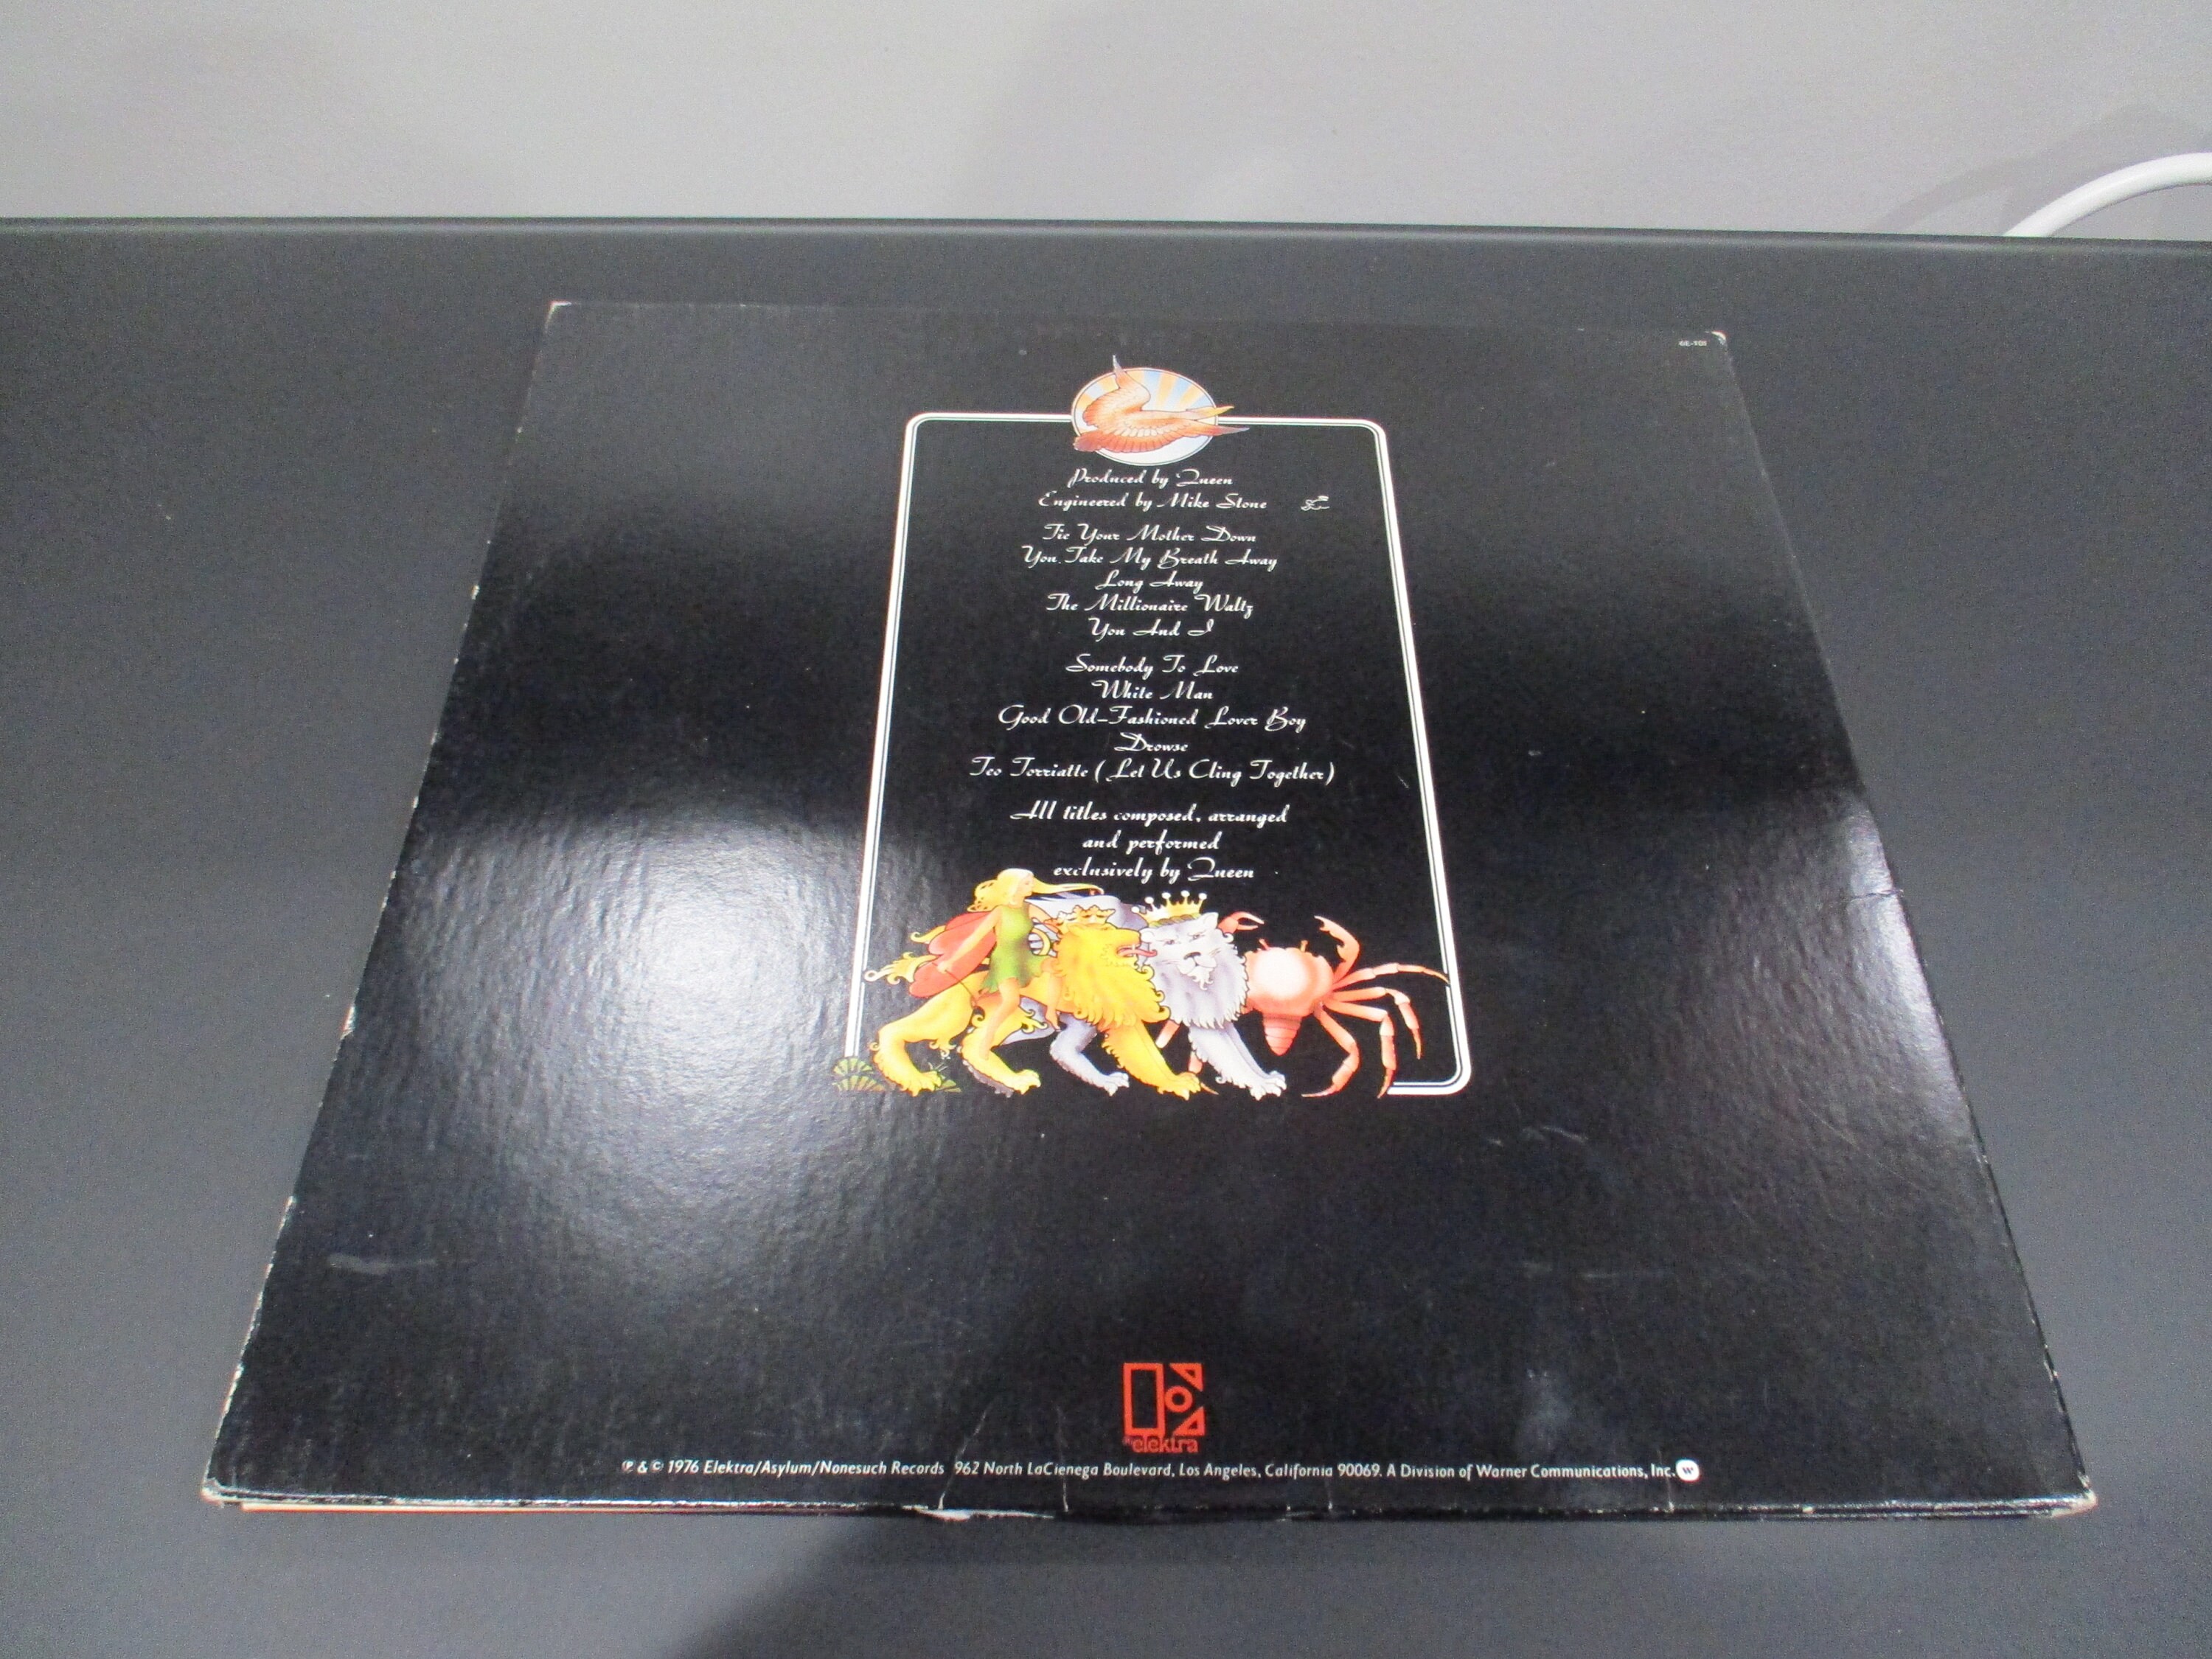 6E-101
Produced by Queen
Engineered by Mike Stone
Tie Your Mother Down
You Take My Breath Away
Long Away
The Millionaire Waltz
You And I
Somebody To Love
White Man
Good Old-Fashioned Lover Boy
Drowse
Teo Torriatte (Let Us Cling Together)
All titles composed, arranged
and performed
exclusively by Queen
elektra
℗ & © 1976 Elektra/Asylum/Nonesuch Records 962 North LaCienega Boulevard, Los Angeles, California 90069. A Division of Warner Communications, Inc.